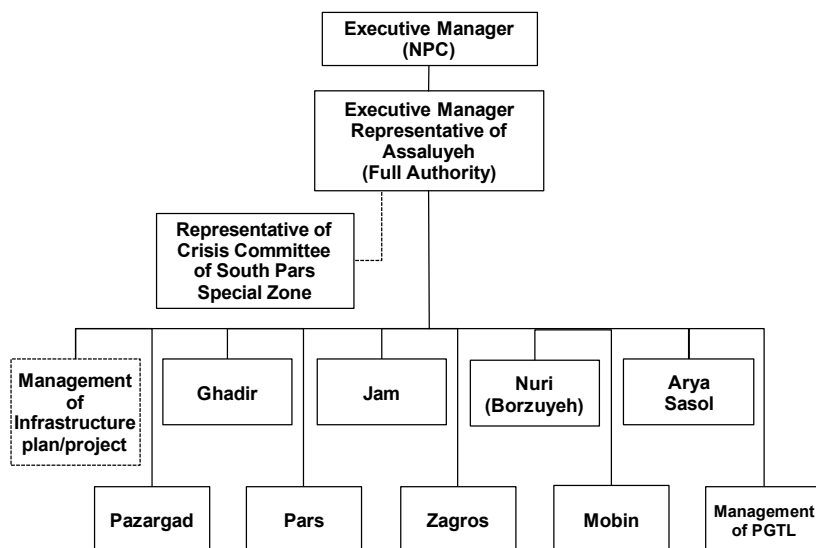 Executive Manager
(NPC)
Executive Manager
Representative of
Assaluyeh
(Full Authority)
Representative of
Crisis Committee
of South Pars
Special Zone
Management
of
Infrastructure
plan/project
Ghadir
Jam
Nuri
(Borzuyeh)
Arya
Sasol
Pazargad
Pars
Zagros
Mobin
Management
of PGTL